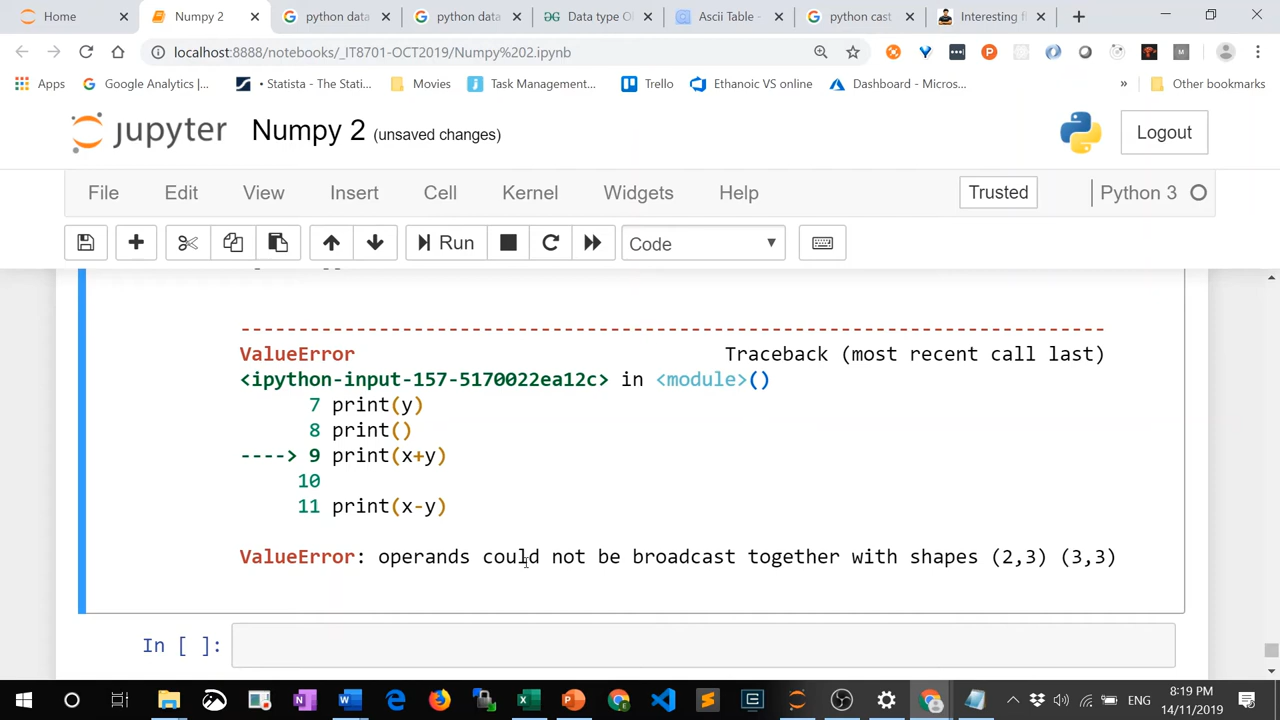 Home
Numpy 2
python data
python data
Data type Ol
Ascii Table -
python cast
Interesting f
localhost:8888/notebooks/_IT8701-OCT2019/Numpy%202.ipynb
Apps
Google Analytics |...
• Statista - The Stati...
Movies
Task Management...
Trello
Ethanoic VS online
Dashboard - Micros...
»
Other bookmarks
jupyter Numpy 2 (unsaved changes)
Logout
File Edit View Insert Cell Kernel Widgets Help
Trusted
Python 3
Run
Code
---------------------------------------------------------------------------
ValueError Traceback (most recent call last)
<ipython-input-157-5170022ea12c> in <module>()
7 print(y)
8 print()
----> 9 print(x+y)
10
11 print(x-y)
ValueError: operands could not be broadcast together with shapes (2,3) (3,3)
In [ ]:
ENG
8:19 PM
14/11/2019